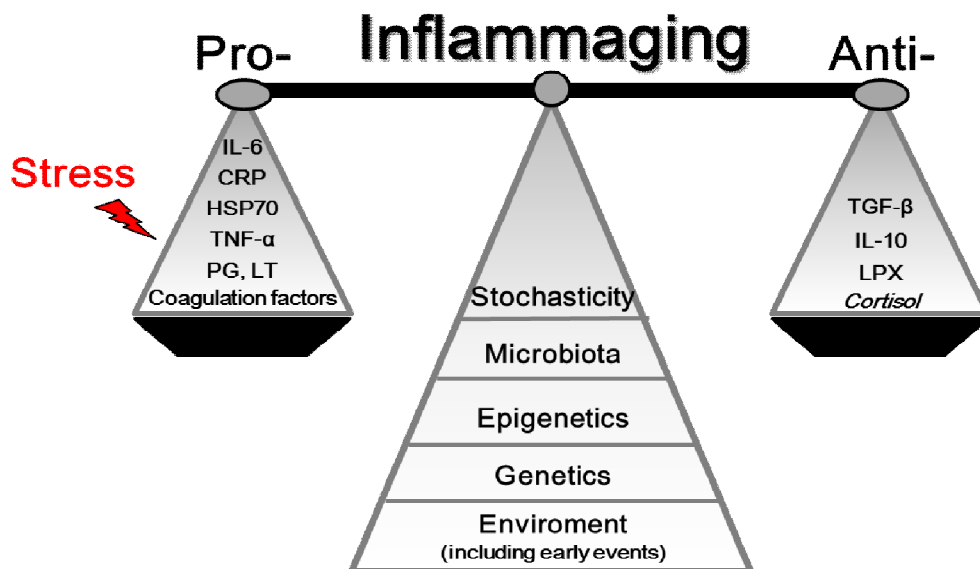 Inflammaging
Pro-
Anti-
Stress
IL-6
CRP
HSP70
TNF-α
PG, LT
Coagulation factors
TGF-β
IL-10
LPX
Cortisol
Stochasticity
Microbiota
Epigenetics
Genetics
Enviroment
(including early events)